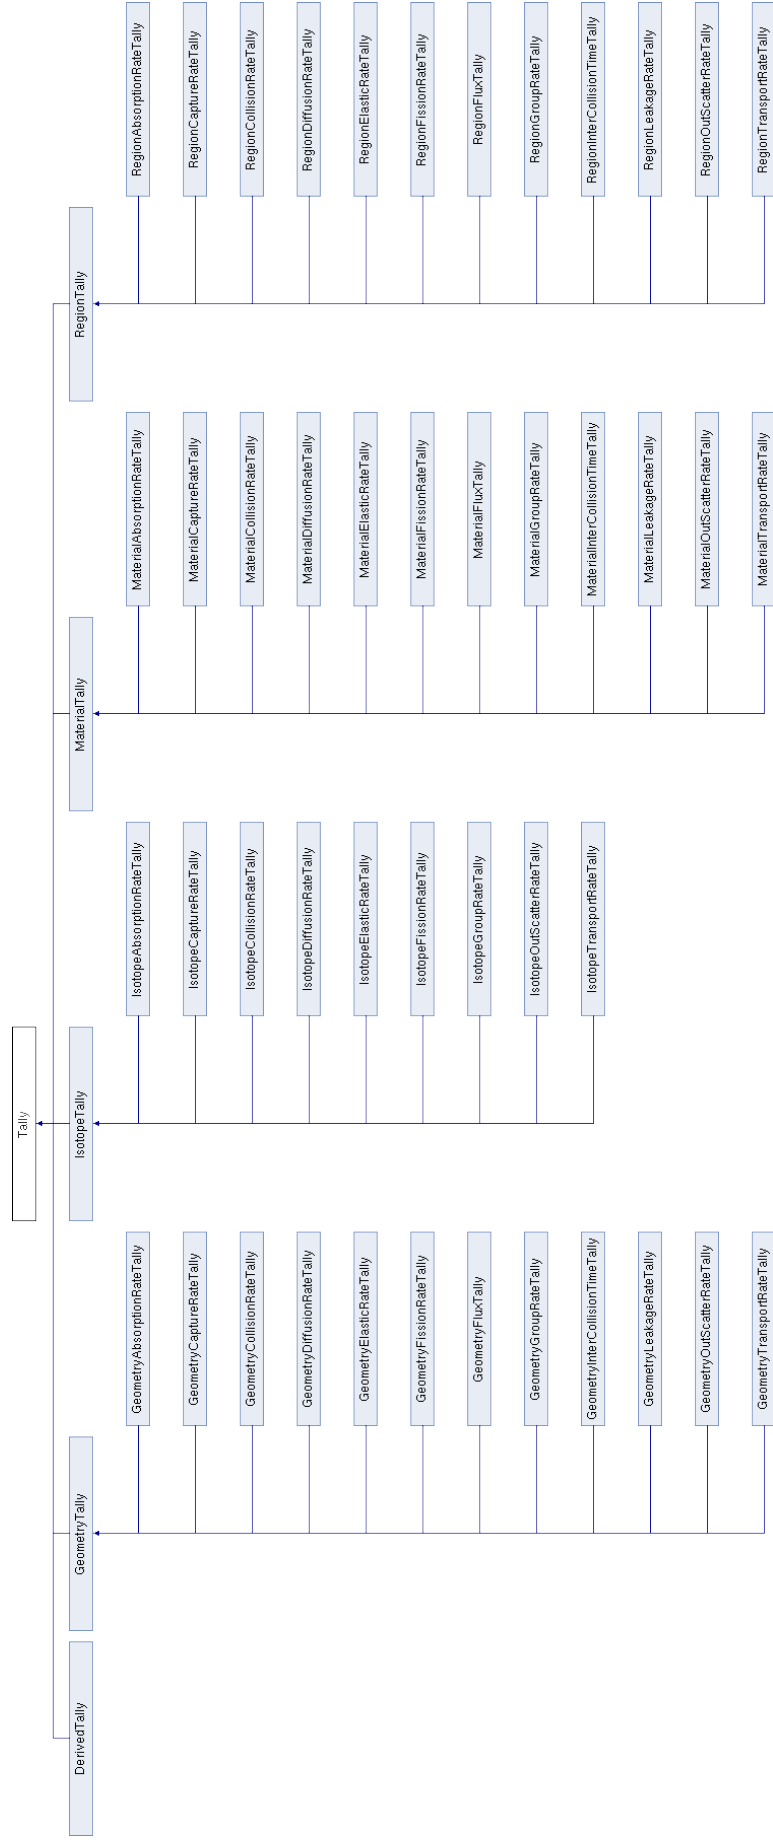 Tally
DerivedTally
GeometryTally
IsotopeTally
MaterialTally
RegionTally
GeometryAbsorptionRateTally
GeometryCaptureRateTally
GeometryCollisionRateTally
GeometryDiffusionRateTally
GeometryElasticRateTally
GeometryFissionRateTally
GeometryFluxTally
GeometryGroupRateTally
GeometryInterCollisionTimeTally
GeometryLeakageRateTally
GeometryOutScatterRateTally
GeometryTransportRateTally
IsotopeAbsorptionRateTally
IsotopeCaptureRateTally
IsotopeCollisionRateTally
IsotopeDiffusionRateTally
IsotopeElasticRateTally
IsotopeFissionRateTally
IsotopeGroupRateTally
IsotopeOutScatterRateTally
IsotopeTransportRateTally
MaterialAbsorptionRateTally
MaterialCaptureRateTally
MaterialCollisionRateTally
MaterialDiffusionRateTally
MaterialElasticRateTally
MaterialFissionRateTally
MaterialFluxTally
MaterialGroupRateTally
MaterialInterCollisionTimeTally
MaterialLeakageRateTally
MaterialOutScatterRateTally
MaterialTransportRateTally
RegionAbsorptionRateTally
RegionCaptureRateTally
RegionCollisionRateTally
RegionDiffusionRateTally
RegionElasticRateTally
RegionFissionRateTally
RegionFluxTally
RegionGroupRateTally
RegionInterCollisionTimeTally
RegionLeakageRateTally
RegionOutScatterRateTally
RegionTransportRateTally